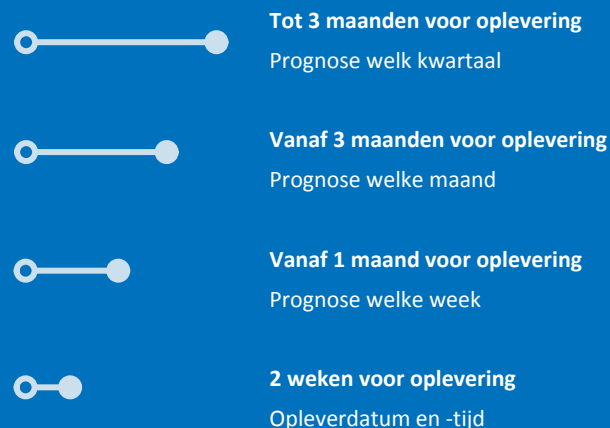 Tot 3 maanden voor oplevering
Prognose welk kwartaal
Vanaf 3 maanden voor oplevering
Prognose welke maand
Vanaf 1 maand voor oplevering
Prognose welke week
2 weken voor oplevering
Opleverdatum en -tijd